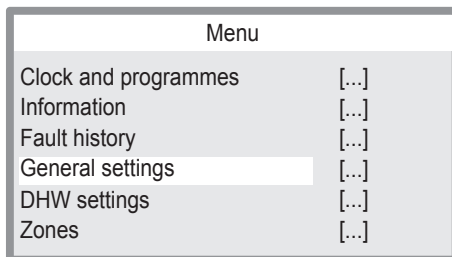 Menu
Clock and programmes [...]
Information [...]
Fault history [...]
General settings [...]
DHW settings [...]
Zones [...]